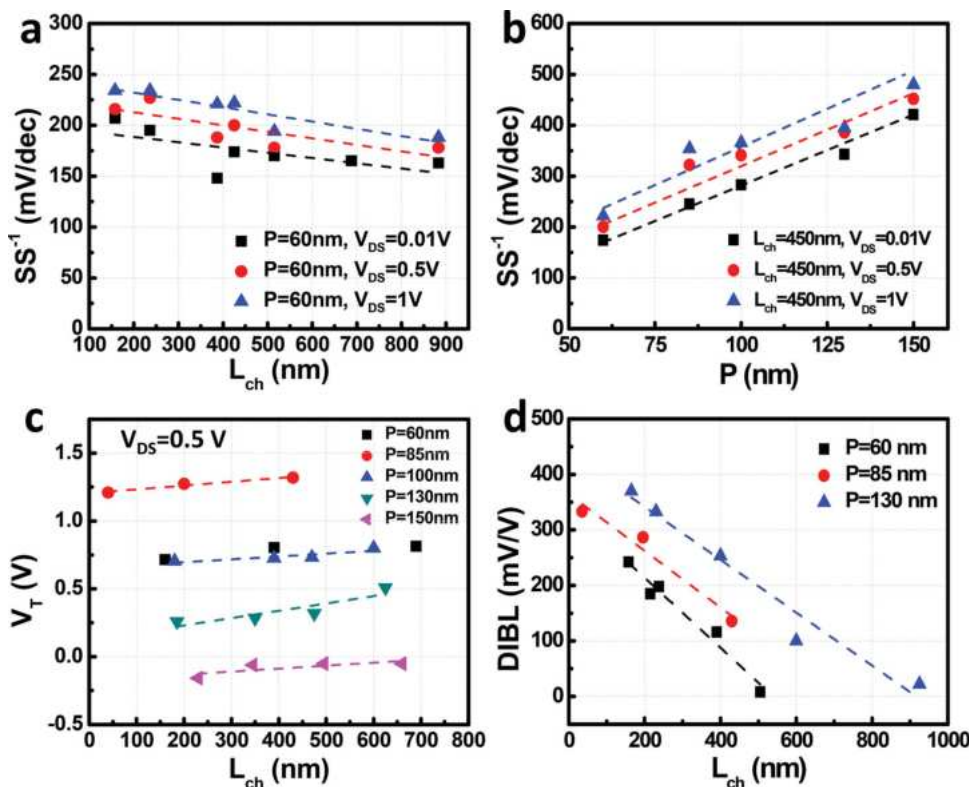 a
300
250
200
150
100
50
0
SS⁻¹ (mV/dec)
P=60nm, V_DS=0.01V
P=60nm, V_DS=0.5V
P=60nm, V_DS=1V
100 200 300 400 500 600 700 800 900
L_ch (nm)
b
600
500
400
300
200
100
0
SS⁻¹ (mV/dec)
L_ch=450nm, V_DS=0.01V
L_ch=450nm, V_DS=0.5V
L_ch=450nm, V_DS=1V
50 75 100 125 150
P (nm)
c
V_DS=0.5 V
1.5
1.0
0.5
0.0
-0.5
V_T (V)
P=60nm
P=85nm
P=100nm
P=130nm
P=150nm
0 100 200 300 400 500 600 700 800
L_ch (nm)
d
500
400
300
200
100
0
DIBL (mV/V)
P=60 nm
P=85 nm
P=130 nm
0 200 400 600 800 1000
L_ch (nm)